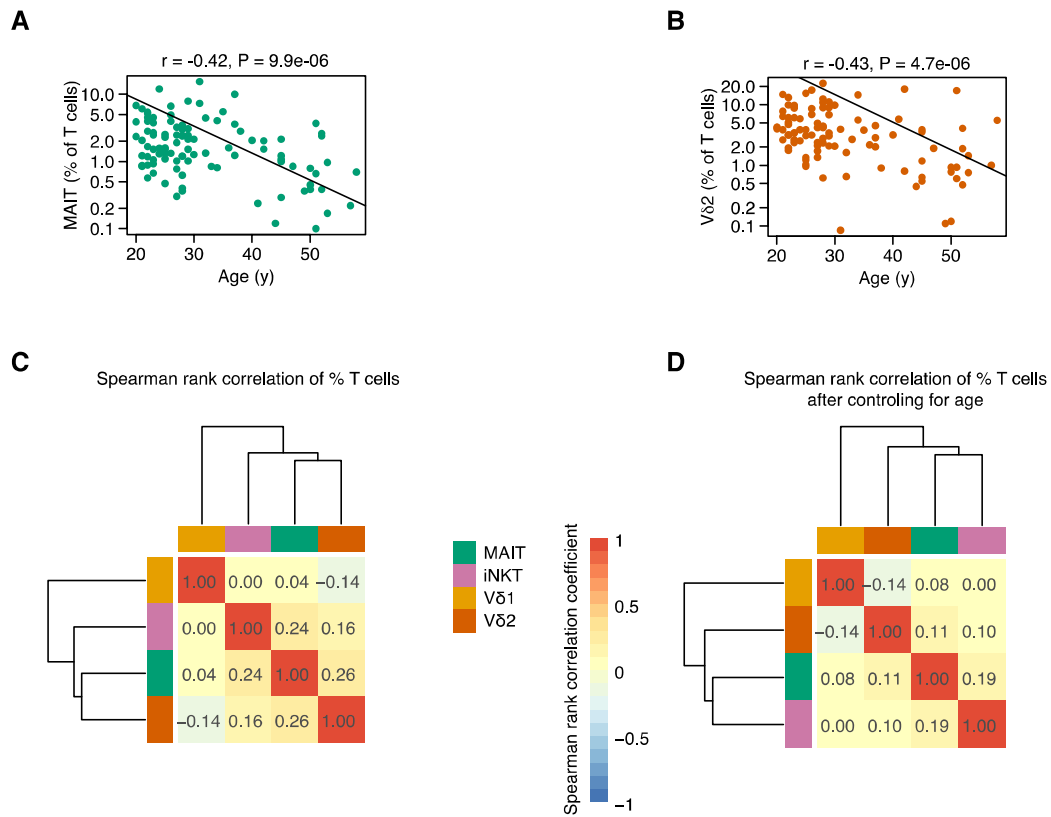 A
r = -0.42, P = 9.9e-06
MAIT (% of T cells)
10.0
5.0
2.0
1.0
0.5
0.2
0.1
20 30 40 50
Age (y)
B
r = -0.43, P = 4.7e-06
Vδ2 (% of T cells)
20.0
10.0
5.0
2.0
1.0
0.5
0.2
0.1
20 30 40 50
Age (y)
C
Spearman rank correlation of % T cells
1.00 0.00 0.04 −0.14
0.00 1.00 0.24 0.16
0.04 0.24 1.00 0.26
−0.14 0.16 0.26 1.00
MAIT
iNKT
Vδ1
Vδ2
Spearman rank correlation coefficient
1
0.5
0
−0.5
−1
D
Spearman rank correlation of % T cells
after controling for age
1.00 −0.14 0.08 0.00
−0.14 1.00 0.11 0.10
0.08 0.11 1.00 0.19
0.00 0.10 0.19 1.00